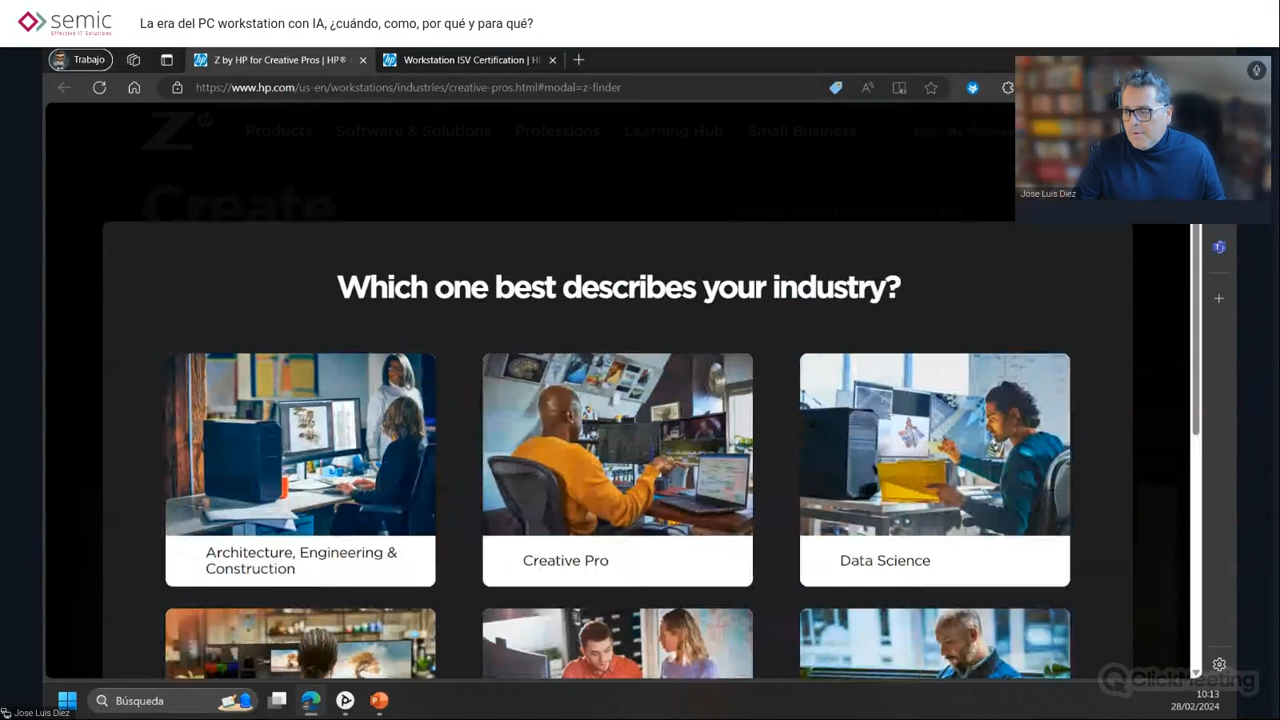 semic
Effective IT Solutions
La era del PC workstation con IA, ¿cuándo, como, por qué y para qué?
Trabajo
Z by HP for Creative Pros | HP®
Workstation ISV Certification | H
https://www.hp.com/us-en/workstations/industries/creative-pros.html#modal=z-finder
Jose Luis Diez
Z hp
Products
Software & Solutions
Professions
Learning Hub
Small Business
Create
Which one best describes your industry?
Architecture, Engineering &
Construction
Creative Pro
Data Science
ClickMeeting
Búsqueda
10:13
28/02/2024
Jose Luis Diez